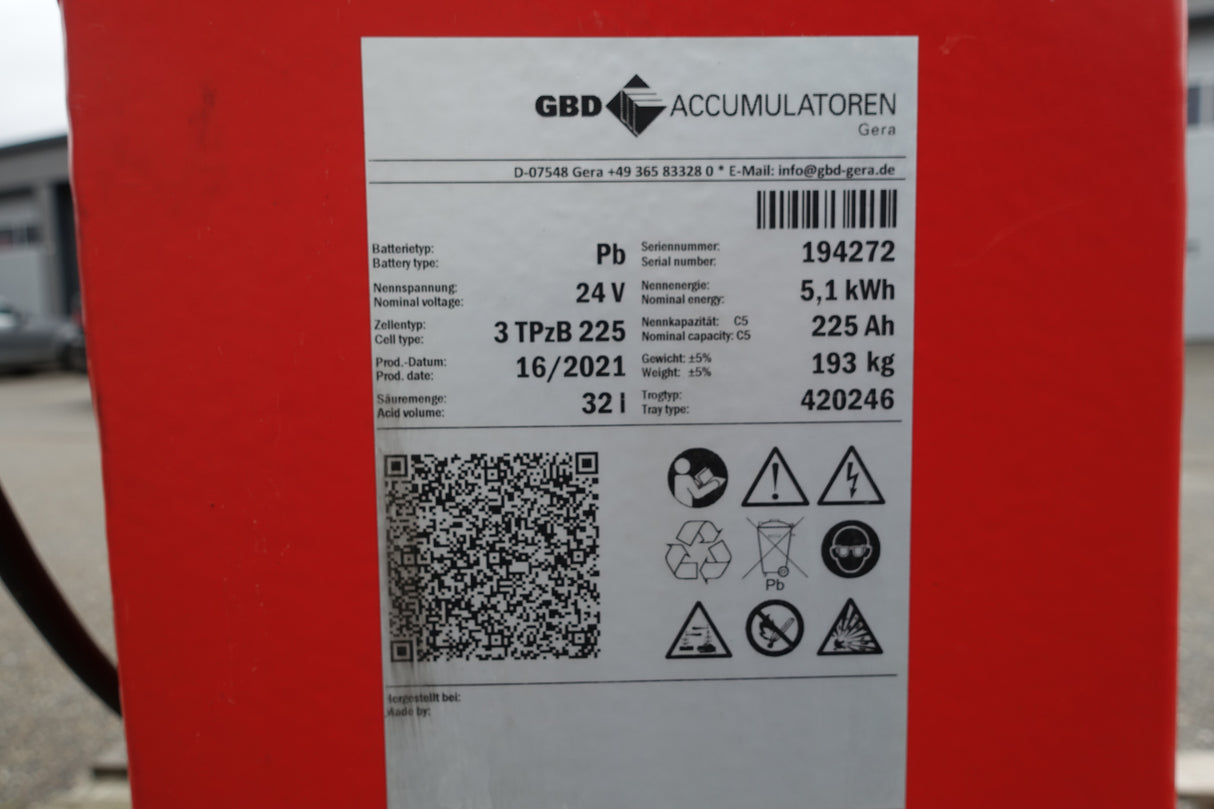 GBD ACCUMULATOREN
Gera
D-07548 Gera +49 365 83328 0 * E-Mail: info@gbd-gera.de
Batterietyp:
Battery type:
Pb
Seriennummer:
Serial number:
194272
Nennspannung:
Nominal voltage:
24 V
Nennenergie:
Nominal energy:
5,1 kWh
Zellentyp:
Cell type:
3 TPzB 225
Nennkapazität: C5
Nominal capacity: C5
225 Ah
Prod.-Datum:
Prod. date:
16/2021
Gewicht: ±5%
Weight: ±5%
193 kg
Säuremenge:
Acid volume:
32 l
Trogtyp:
Tray type:
420246
Pb
Hergestellt bei:
Made by: